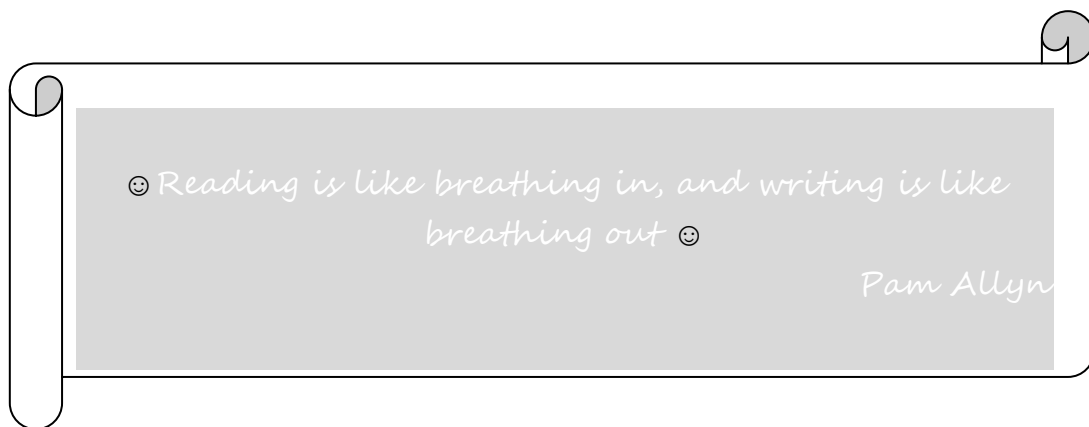 ☺Reading is like breathing in, and writing is like
breathing out ☺
Pam Allyn